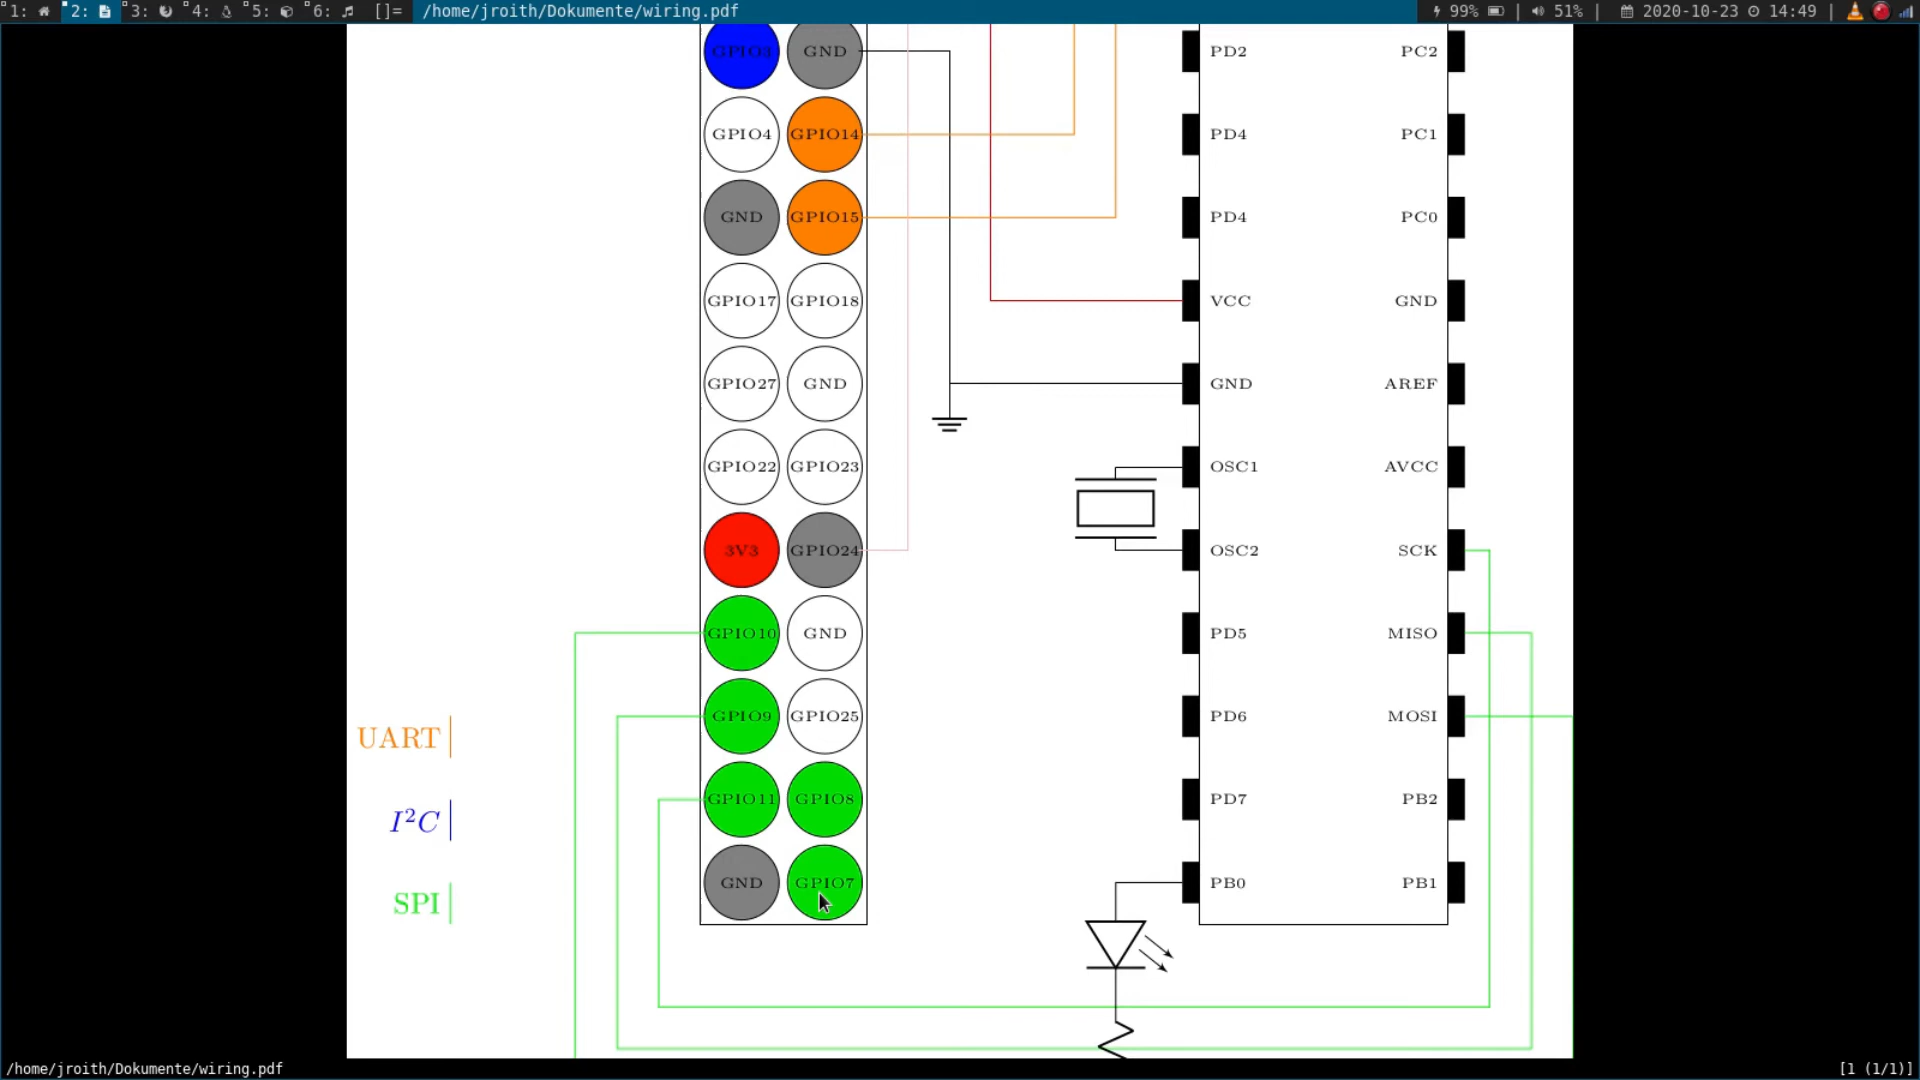 1: 2: 3: 4: 5: 6: []= /home/jroith/Dokumente/wiring.pdf 99% | 51% | 2020-10-23 14:49 |
GPIO3 GND PD2 PC2
GPIO4 GPIO14 PD4 PC1
GND GPIO15 PD4 PC0
GPIO17 GPIO18 VCC GND
GPIO27 GND GND AREF
GPIO22 GPIO23 OSC1 AVCC
3V3 GPIO24 OSC2 SCK
GPIO10 GND PD5 MISO
GPIO9 GPIO25 PD6 MOSI
UART
GPIO11 GPIO8 PD7 PB2
I²C
GND GPIO7 PB0 PB1
SPI
/home/jroith/Dokumente/wiring.pdf [1 (1/1)]